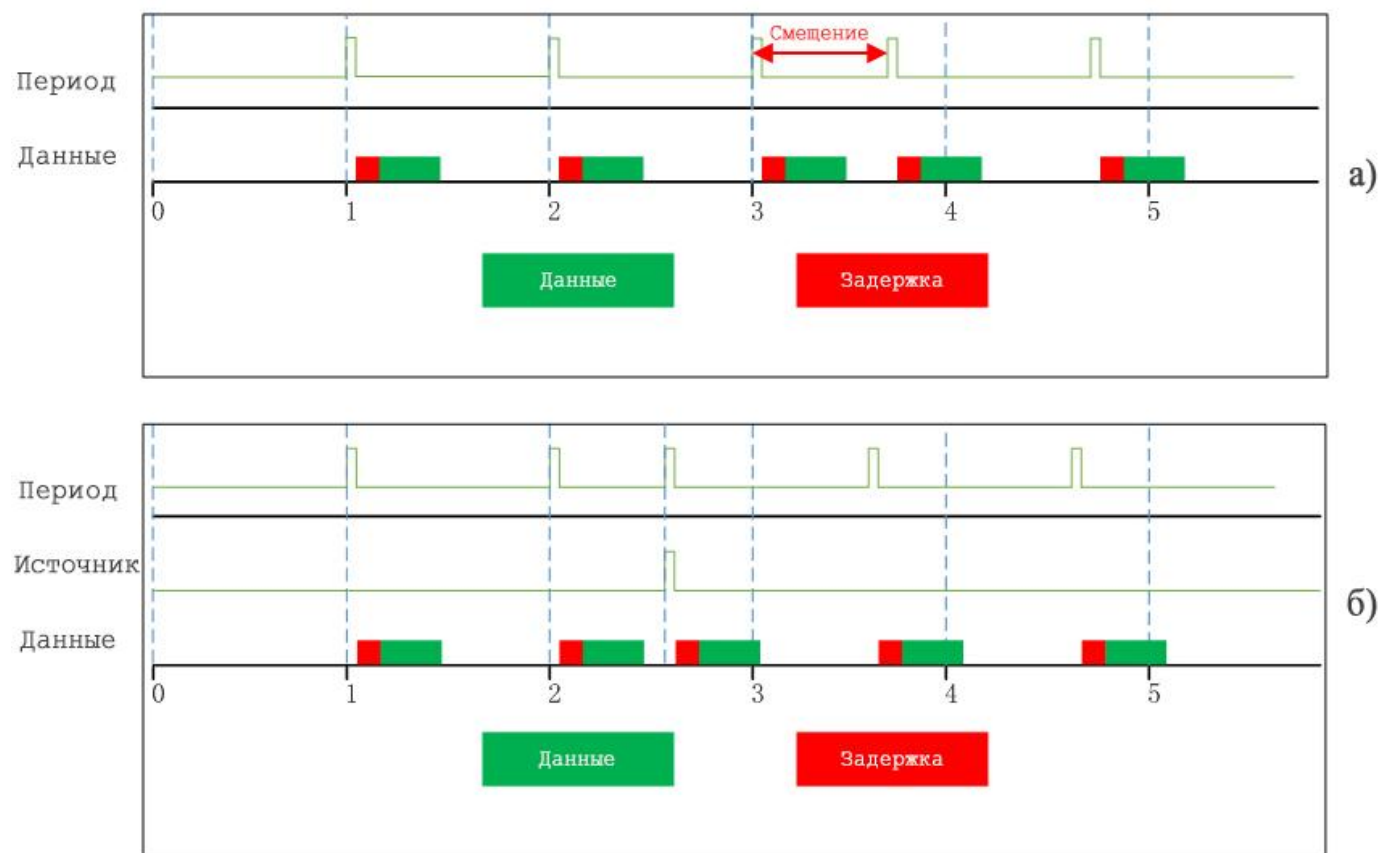 Смещение
Период
Данные
0 1 2 3 4 5
а)
Данные Задержка
Период
Источник
б)
Данные
0 1 2 3 4 5
Данные Задержка